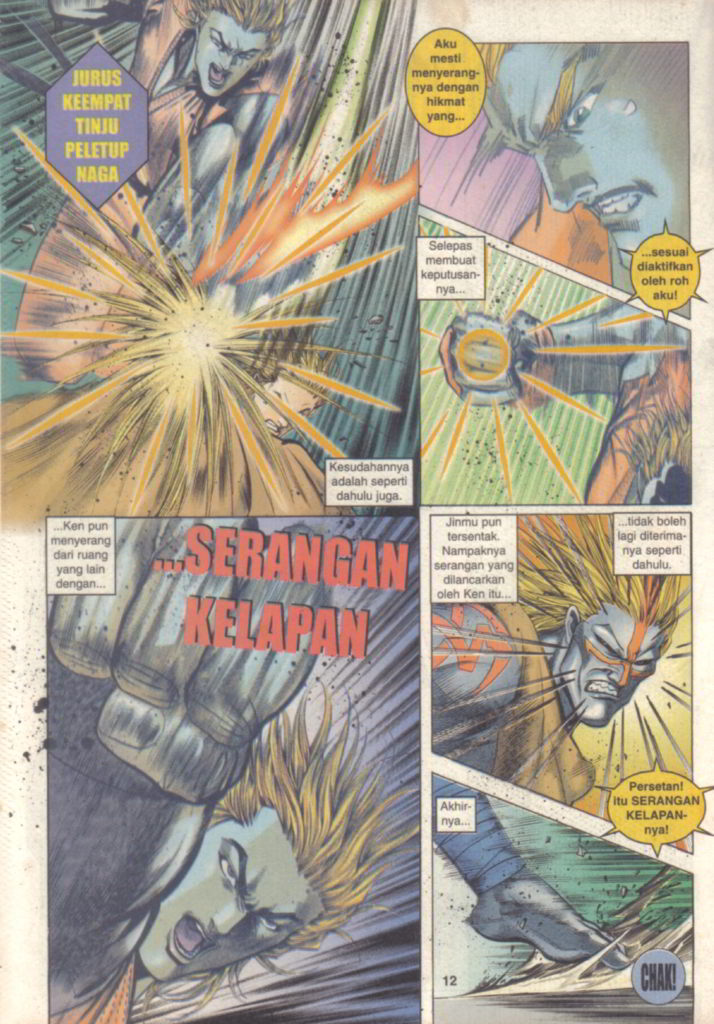 JURUS
KEEMPAT
TINJU
PELETUP
NAGA
Kesudahannya
adalah seperti
dahulu juga.
Aku
mesti
menyerang-
nya dengan
hikmat
yang...
...sesuai
diaktifkan
oleh roh
aku!
Selepas
membuat
keputusan-
nya...
...Ken pun
menyerang
dari ruang
yang lain
dengan...
...SERANGAN
KELAPAN
Jinmu pun
tersentak.
Nampaknya
serangan yang
dilancarkan
oleh Ken itu...
...tidak boleh
lagi diterima-
nya seperti
dahulu.
Persetan!
itu SERANGAN
KELAPAN-
nya!
Akhir-
nya...
CHAK!
12